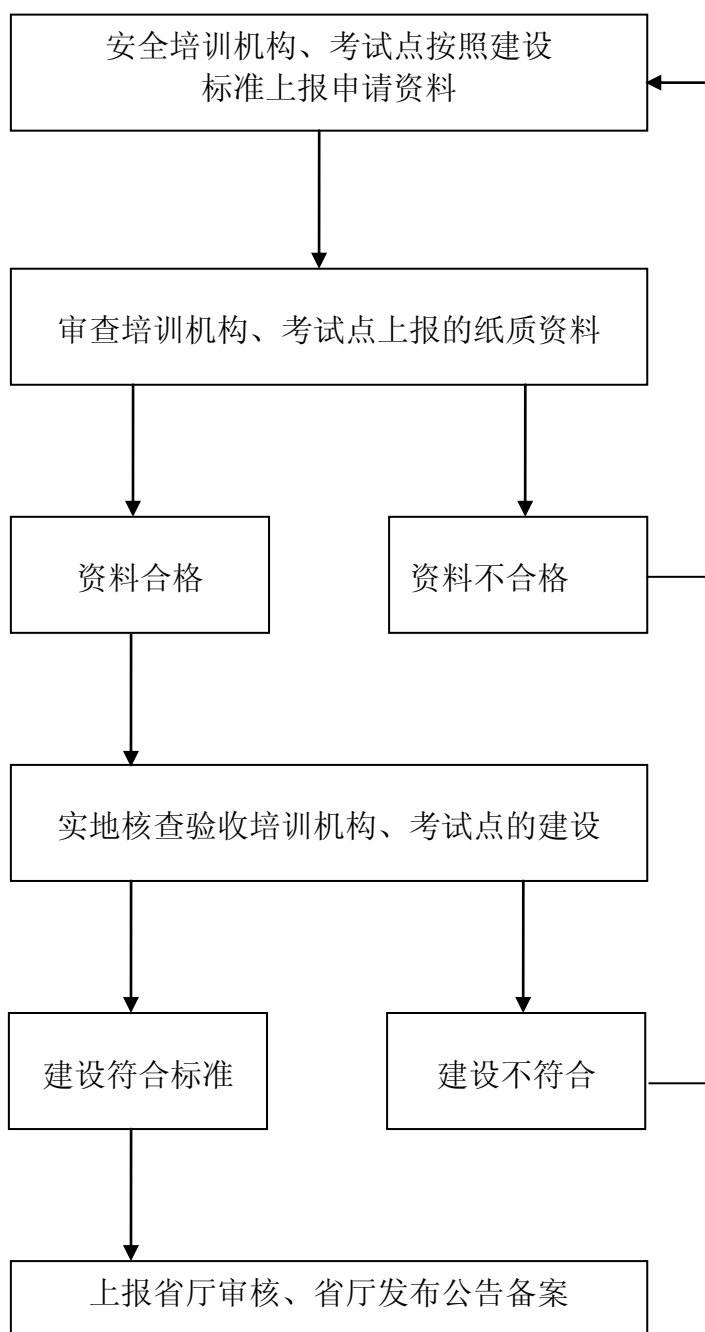 安全培训机构、考试点按照建设
标准上报申请资料
审查培训机构、考试点上报的纸质资料
资料合格
资料不合格
实地核查验收培训机构、考试点的建设
建设符合标准
建设不符合
上报省厅审核、省厅发布公告备案